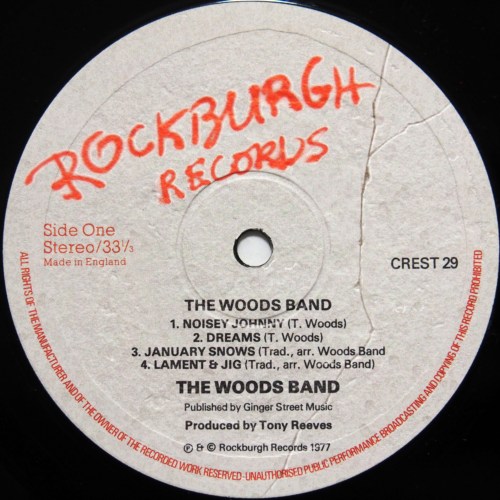 ROCKBURGH
RECORDS
Side One
Stereo/33⅓
Made in England
CREST 29
THE WOODS BAND
1. NOISEY JOHNNY (T. Woods)
2. DREAMS (T. Woods)
3. JANUARY SNOWS (Trad., arr. Woods Band
4. LAMENT & JIG (Trad., arr. Woods Band)
THE WOODS BAND
Published by Ginger Street Music
Produced by Tony Reeves
℗ & © Rockburgh Records 1977
ALL RIGHTS OF THE MANUFACTURER AND OF THE OWNER OF THE RECORDED WORK RESERVED - UNAUTHORISED PUBLIC PERFORMANCE BROADCASTING AND COPYING OF THIS RECORD PROHIBITED